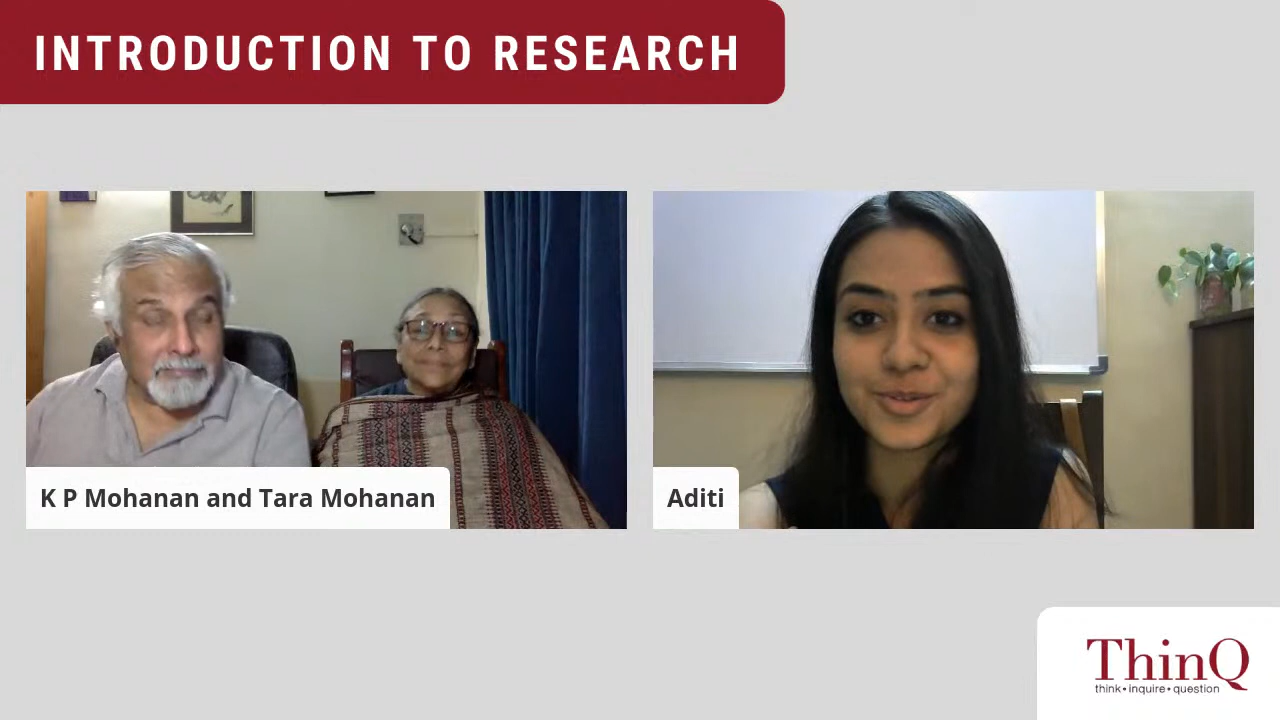 INTRODUCTION TO RESEARCH
K P Mohanan and Tara Mohanan
Aditi
ThinQ
think • inquire • question